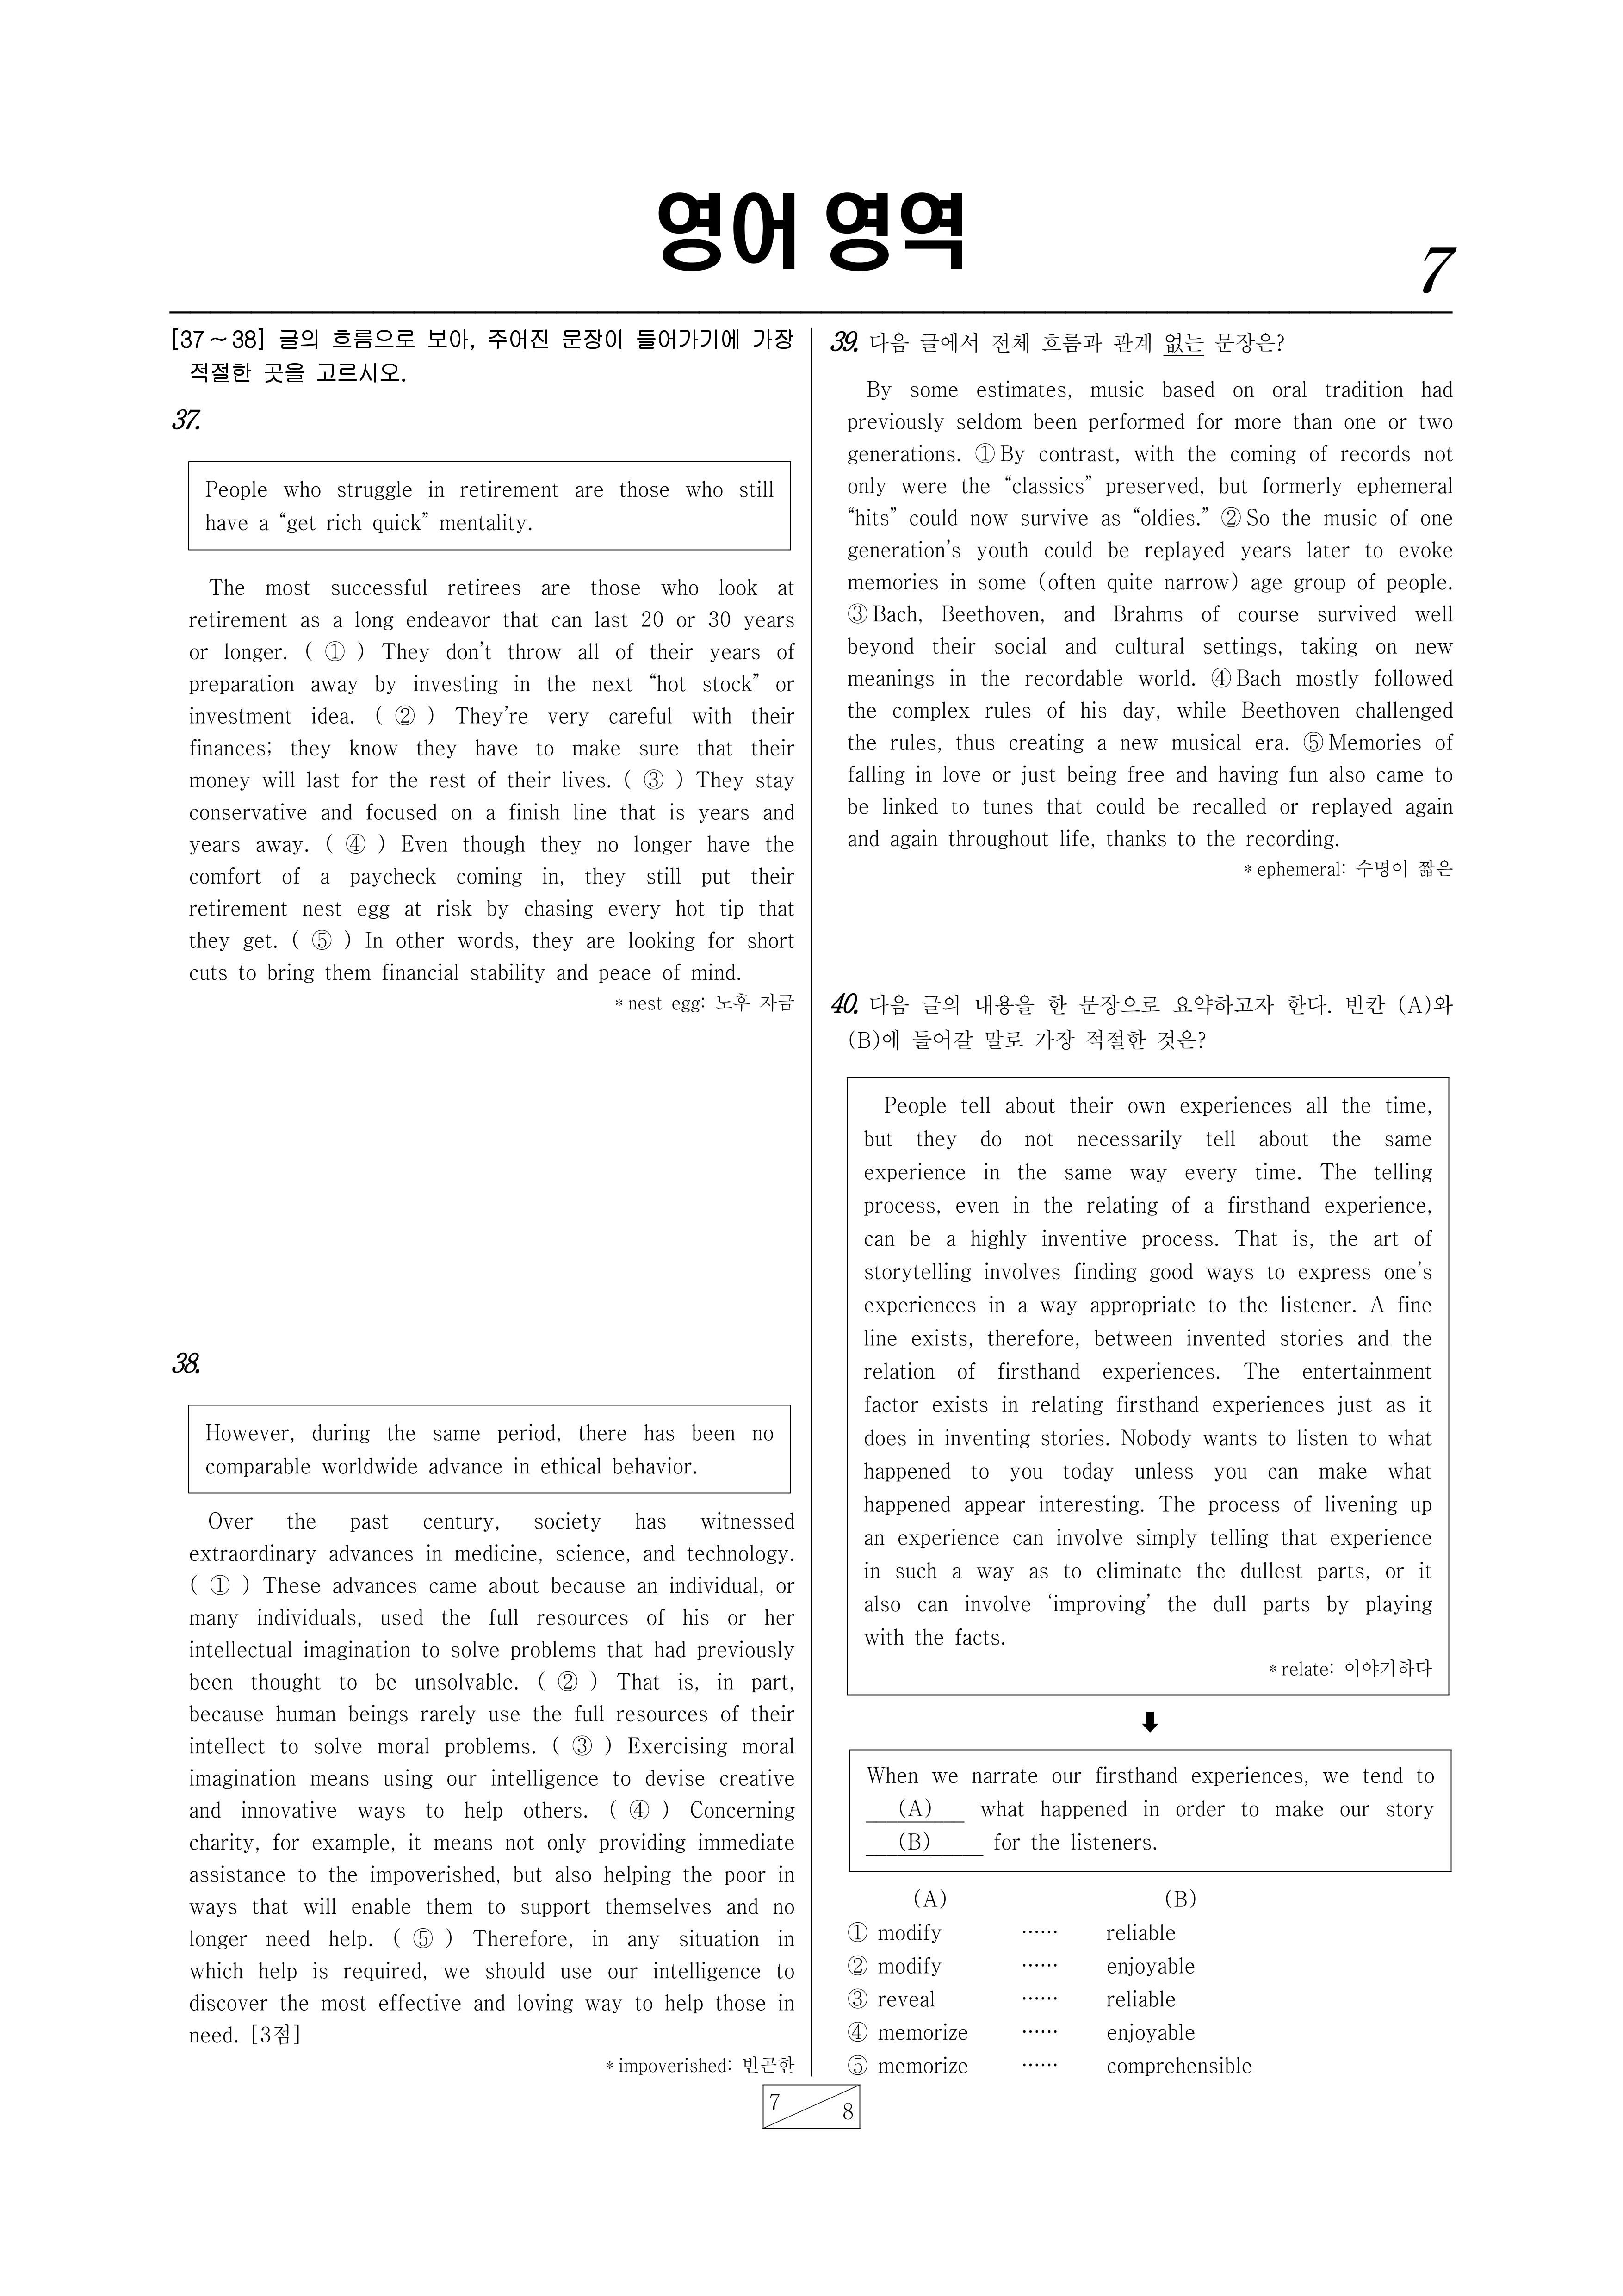 영어 영역
7
[37～38] 글의 흐름으로 보아, 주어진 문장이 들어가기에 가장
적절한 곳을 고르시오.
37.
People who struggle in retirement are those who still
have a “get rich quick” mentality.
The most successful retirees are those who look at
retirement as a long endeavor that can last 20 or 30 years
or longer. ( ① ) They don’t throw all of their years of
preparation away by investing in the next “hot stock” or
investment idea. ( ② ) They’re very careful with their
finances; they know they have to make sure that their
money will last for the rest of their lives. ( ③ ) They stay
conservative and focused on a finish line that is years and
years away. ( ④ ) Even though they no longer have the
comfort of a paycheck coming in, they still put their
retirement nest egg at risk by chasing every hot tip that
they get. ( ⑤ ) In other words, they are looking for short
cuts to bring them financial stability and peace of mind.
* nest egg: 노후 자금
38.
However, during the same period, there has been no
comparable worldwide advance in ethical behavior.
Over the past century, society has witnessed
extraordinary advances in medicine, science, and technology.
( ① ) These advances came about because an individual, or
many individuals, used the full resources of his or her
intellectual imagination to solve problems that had previously
been thought to be unsolvable. ( ② ) That is, in part,
because human beings rarely use the full resources of their
intellect to solve moral problems. ( ③ ) Exercising moral
imagination means using our intelligence to devise creative
and innovative ways to help others. ( ④ ) Concerning
charity, for example, it means not only providing immediate
assistance to the impoverished, but also helping the poor in
ways that will enable them to support themselves and no
longer need help. ( ⑤ ) Therefore, in any situation in
which help is required, we should use our intelligence to
discover the most effective and loving way to help those in
need. [3점]
* impoverished: 빈곤한
39. 다음 글에서 전체 흐름과 관계 없는 문장은?
By some estimates, music based on oral tradition had
previously seldom been performed for more than one or two
generations. ① By contrast, with the coming of records not
only were the “classics” preserved, but formerly ephemeral
“hits” could now survive as “oldies.” ② So the music of one
generation’s youth could be replayed years later to evoke
memories in some (often quite narrow) age group of people.
③ Bach, Beethoven, and Brahms of course survived well
beyond their social and cultural settings, taking on new
meanings in the recordable world. ④ Bach mostly followed
the complex rules of his day, while Beethoven challenged
the rules, thus creating a new musical era. ⑤ Memories of
falling in love or just being free and having fun also came to
be linked to tunes that could be recalled or replayed again
and again throughout life, thanks to the recording.
* ephemeral: 수명이 짧은
40. 다음 글의 내용을 한 문장으로 요약하고자 한다. 빈칸 (A)와
(B)에 들어갈 말로 가장 적절한 것은?
People tell about their own experiences all the time,
but they do not necessarily tell about the same
experience in the same way every time. The telling
process, even in the relating of a firsthand experience,
can be a highly inventive process. That is, the art of
storytelling involves finding good ways to express one’s
experiences in a way appropriate to the listener. A fine
line exists, therefore, between invented stories and the
relation of firsthand experiences. The entertainment
factor exists in relating firsthand experiences just as it
does in inventing stories. Nobody wants to listen to what
happened to you today unless you can make what
happened appear interesting. The process of livening up
an experience can involve simply telling that experience
in such a way as to eliminate the dullest parts, or it
also can involve ‘improving’ the dull parts by playing
with the facts.
* relate: 이야기하다
When we narrate our firsthand experiences, we tend to
(A) what happened in order to make our story
(B) for the listeners.
(A) (B)
① modify …… reliable
② modify …… enjoyable
③ reveal …… reliable
④ memorize …… enjoyable
⑤ memorize …… comprehensible
7
8